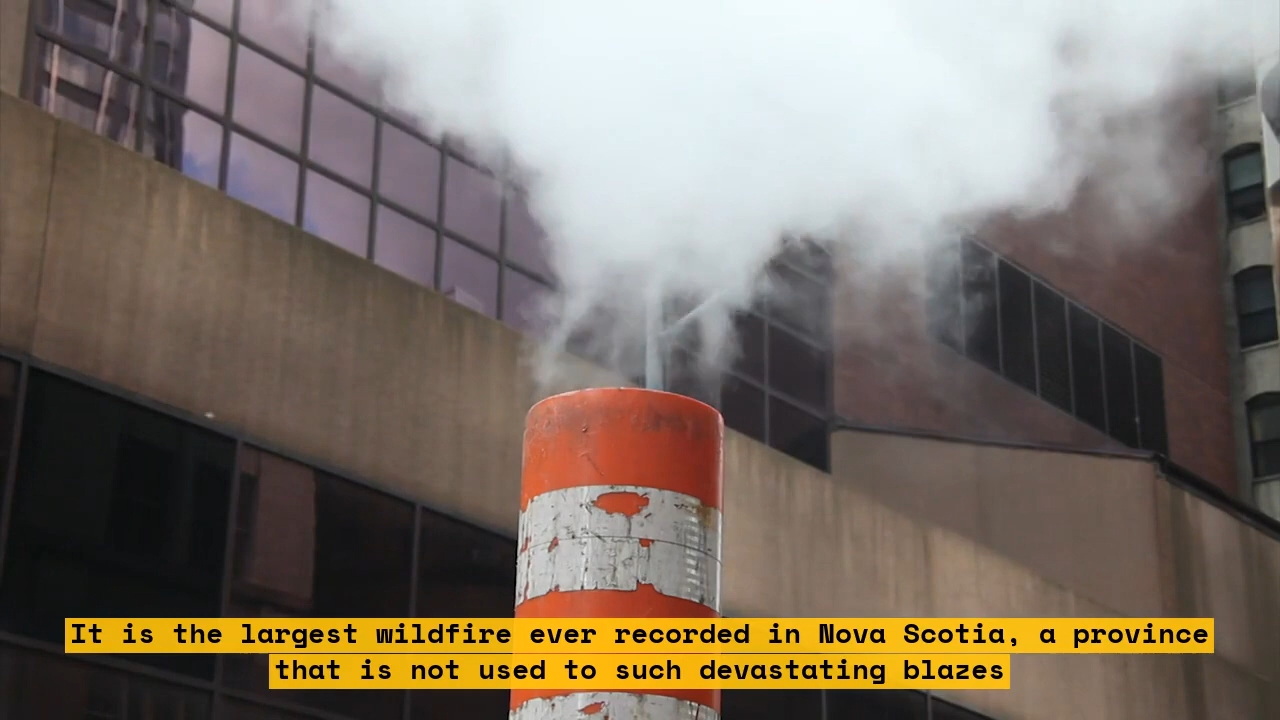 It is the largest wildfire ever recorded in Nova Scotia, a province
that is not used to such devastating blazes